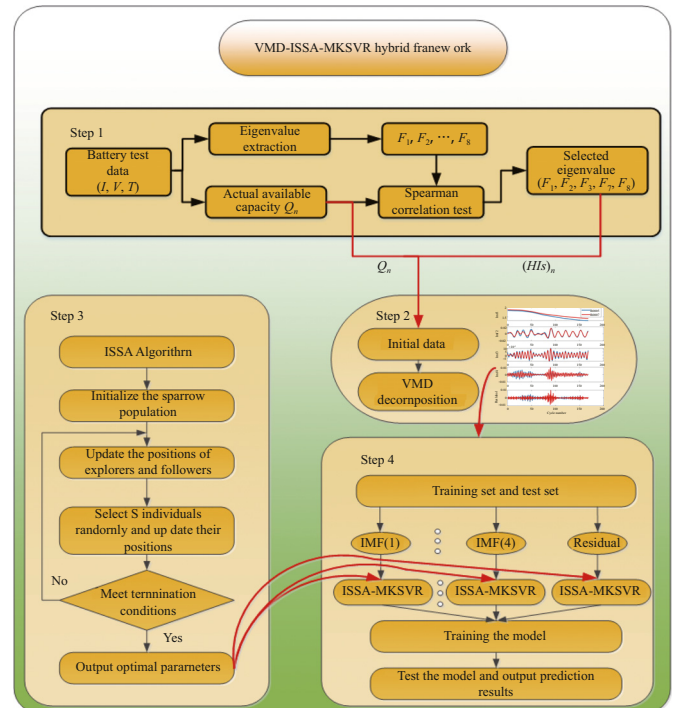 VMD-ISSA-MKSVR hybrid franew ork
Step 1
Battery test
data
(I, V, T)
Eigenvalue
extraction
F₁, F₂, ⋯, F₈
Selected
eigenvalue
(F₁, F₂, F₃, F₇, F₈)
Actual available
capacity Qₙ
Spearman
correlation test
Qₙ
(HIs)ₙ
Step 3
ISSA Algorithrn
Initialize the sparrow
population
Update the positions of
explorers and followers
Select S individuals
randomly and up date their
positions
No
Meet ternnination
conditions
Yes
Output optimal parameters
Step 2
Initial data
VMD
decornposition
Cycle number
Step 4
Training set and test set
IMF(1)
IMF(4)
Residual
ISSA-MKSVR
ISSA-MKSVR
ISSA-MKSVR
Training the model
Test the model and output prediction
results